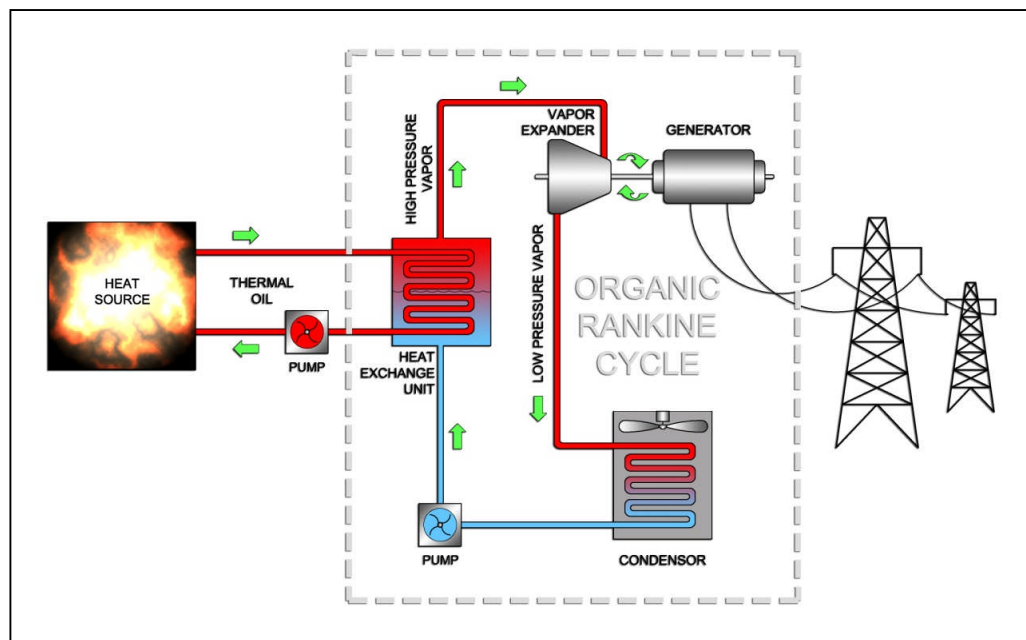 HIGH PRESSURE
VAPOR
VAPOR
EXPANDER
GENERATOR
HEAT
SOURCE
THERMAL
OIL
PUMP
HEAT
EXCHANGE
UNIT
LOW PRESSURE VAPOR
ORGANIC
RANKINE
CYCLE
PUMP
CONDENSOR